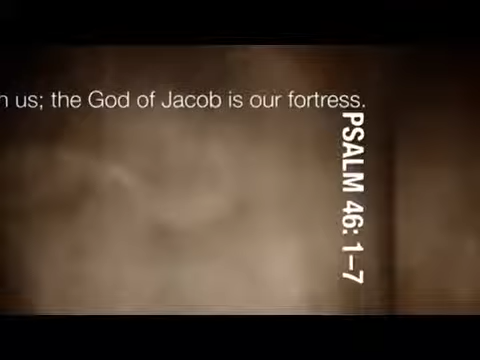 us; the God of Jacob is our fortress.
PSALM 46: 1–7